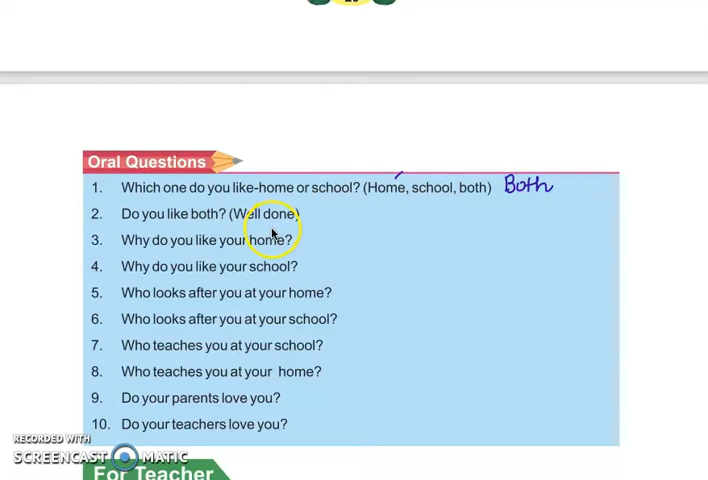 Oral Questions
1. Which one do you like-home or school? (Home, school, both) Both
2. Do you like both? (Well done)
3. Why do you like your home?
4. Why do you like your school?
5. Who looks after you at your home?
6. Who looks after you at your school?
7. Who teaches you at your school?
8. Who teaches you at your home?
9. Do your parents love you?
10. Do your teachers love you?
RECORDED WITH
SCREENCAST MATIC
For Teacher